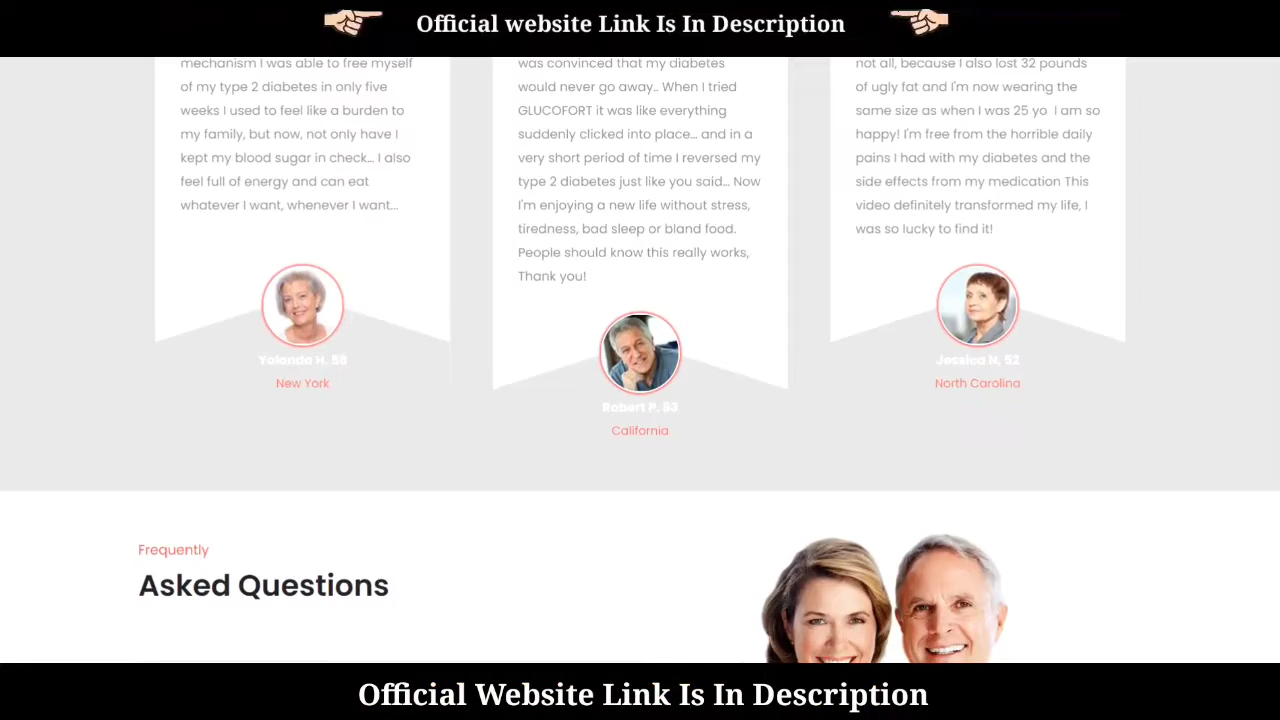 Official website Link Is In Description
mechanism I was able to free myself
of my type 2 diabetes in only five
weeks I used to feel like a burden to
my family, but now, not only have I
kept my blood sugar in check... I also
feel full of energy and can eat
whatever I want, whenever I want...
Yolanda H. 58
New York
was convinced that my diabetes
would never go away.. When I tried
GLUCOFORT it was like everything
suddenly clicked into place... and in a
very short period of time I reversed my
type 2 diabetes just like you said... Now
I'm enjoying a new life without stress,
tiredness, bad sleep or bland food.
People should know this really works,
Thank you!
Robert P. 53
California
not all, because I also lost 32 pounds
of ugly fat and I'm now wearing the
same size as when I was 25 yo I am so
happy! I'm free from the horrible daily
pains I had with my diabetes and the
side effects from my medication This
video definitely transformed my life, I
was so lucky to find it!
Jessica N, 52
North Carolina
Frequently
Asked Questions
Official Website Link Is In Description